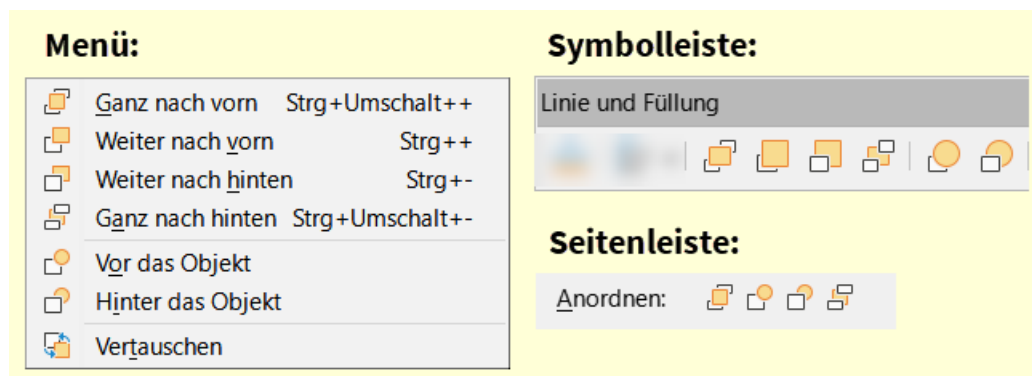 Menü:
Ganz nach vorn Strg+Umschalt++
Weiter nach vorn Strg++
Weiter nach hinten Strg+-
Ganz nach hinten Strg+Umschalt+-
Vor das Objekt
Hinter das Objekt
Vertauschen
Symbolleiste:
Linie und Füllung
Seitenleiste:
Anordnen: